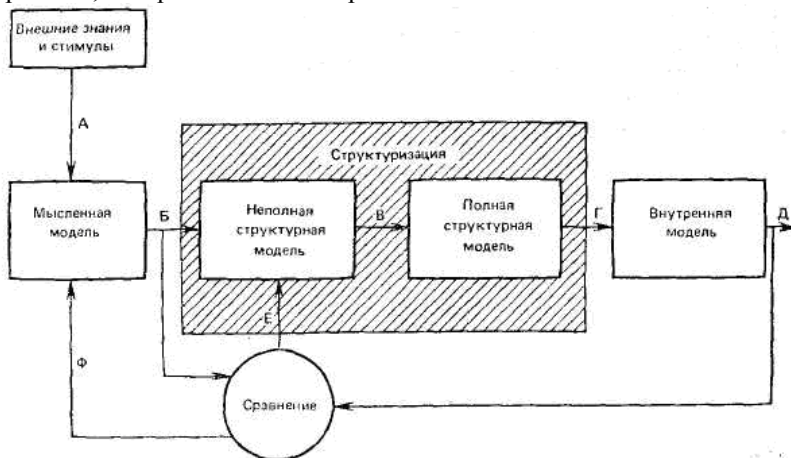 Внешние знания
и стимулы
А
Структуризация
Мысленная
модель
Б
Неполная
структурная
модель
В
Полная
структурная
модель
Г
Внутренняя
модель
Д
Е
Ф
Сравнение